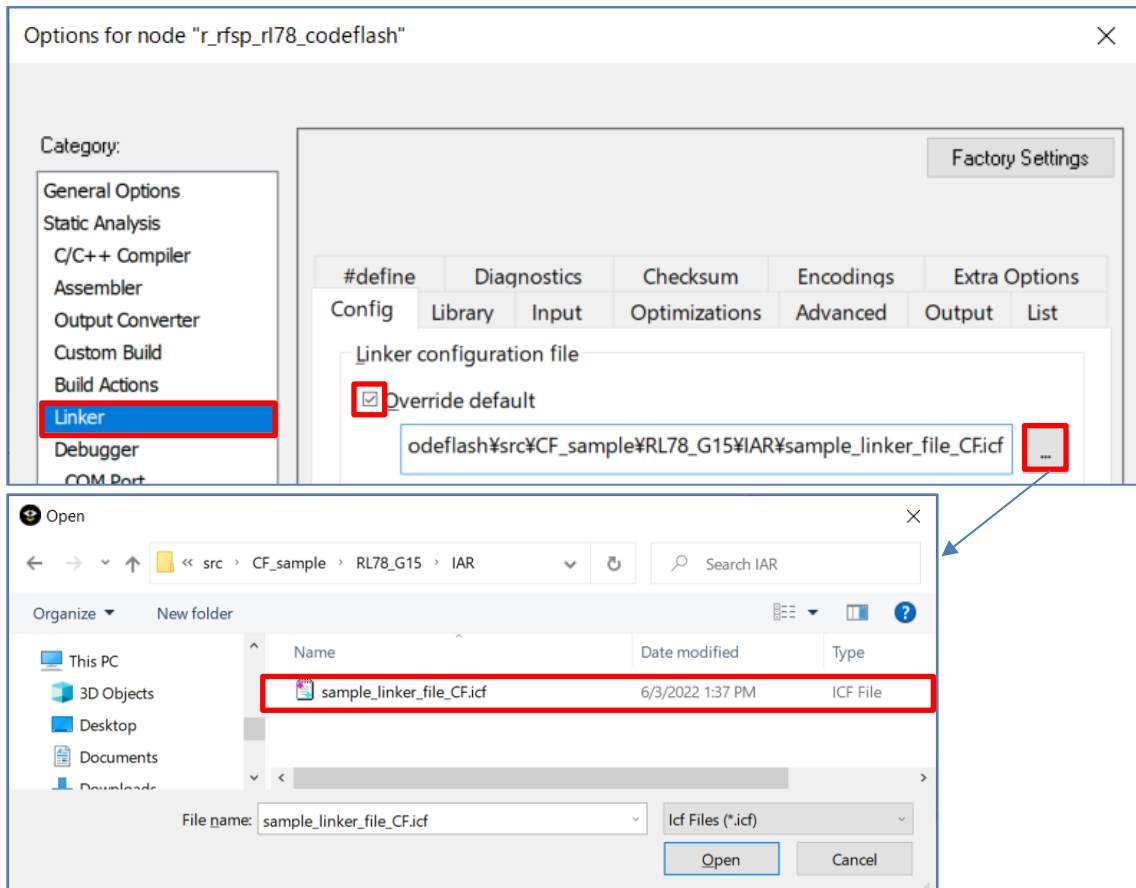 Options for node "r_rfsp_rl78_codeflash"
Category:
Factory Settings
General Options
Static Analysis
C/C++ Compiler
Assembler
Output Converter
Custom Build
Build Actions
Linker
Debugger
COM Port
#define Diagnostics Checksum Encodings Extra Options
Config Library Input Optimizations Advanced Output List
Linker configuration file
Override default
odeflash¥src¥CF_sample¥RL78_G15¥IAR¥sample_linker_file_CF.icf
...
Open
« src › CF_sample › RL78_G15 › IAR
Search IAR
Organize New folder
This PC
3D Objects
Desktop
Documents
Downloads
Name Date modified Type
sample_linker_file_CF.icf 6/3/2022 1:37 PM ICF File
File name: sample_linker_file_CF.icf Icf Files (*.icf)
Open Cancel